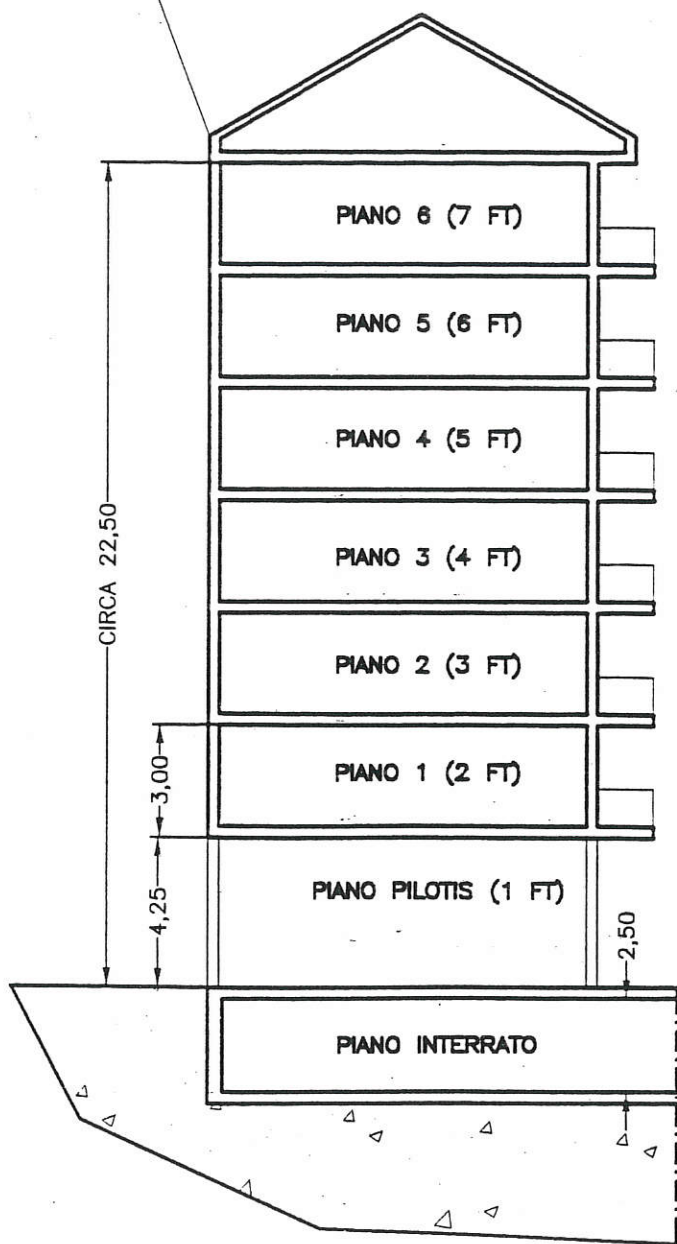 PIANO 6 (7 FT)
PIANO 5 (6 FT)
PIANO 4 (5 FT)
CIRCA 22,50
PIANO 3 (4 FT)
PIANO 2 (3 FT)
3,00
PIANO 1 (2 FT)
4,25
PIANO PILOTIS (1 FT)
2,50
PIANO INTERRATO